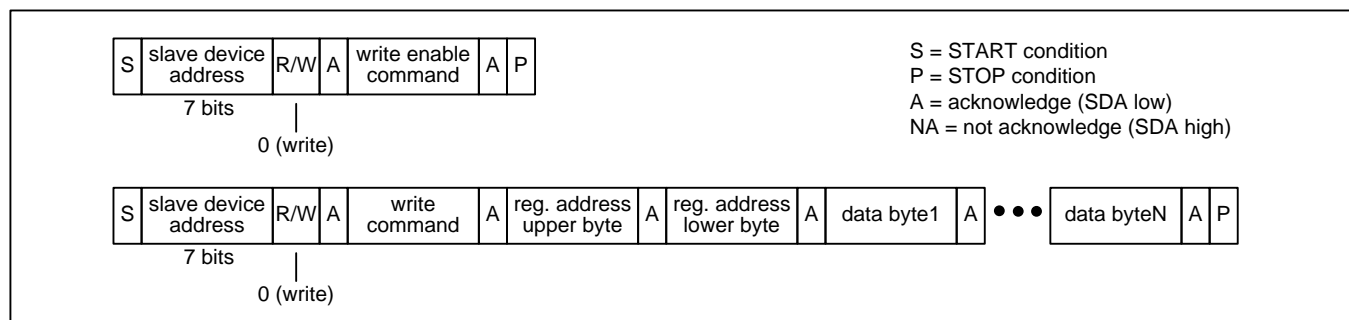 S slave device address R/W A write enable command A P
7 bits
0 (write)
S = START condition
P = STOP condition
A = acknowledge (SDA low)
NA = not acknowledge (SDA high)
S slave device address R/W A write command A reg. address upper byte A reg. address lower byte A data byte1 A ••• data byteN A P
7 bits
0 (write)